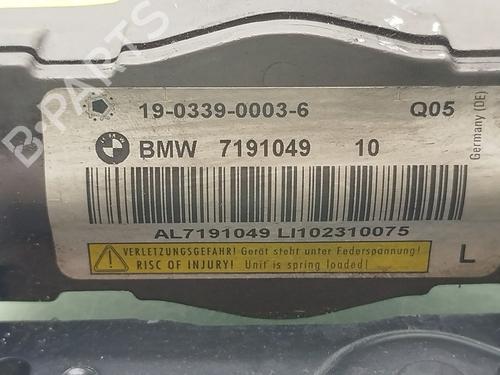 B-PARTS
19-0339-0003-6 Q05
Germany (DE)
BMW 7191049 10
AL7191049 LI102310075
VERLETZUNGSGEFAHR! Gerät steht unter Federspannung!
RISC OF INJURY! Unit is spring loaded!
L